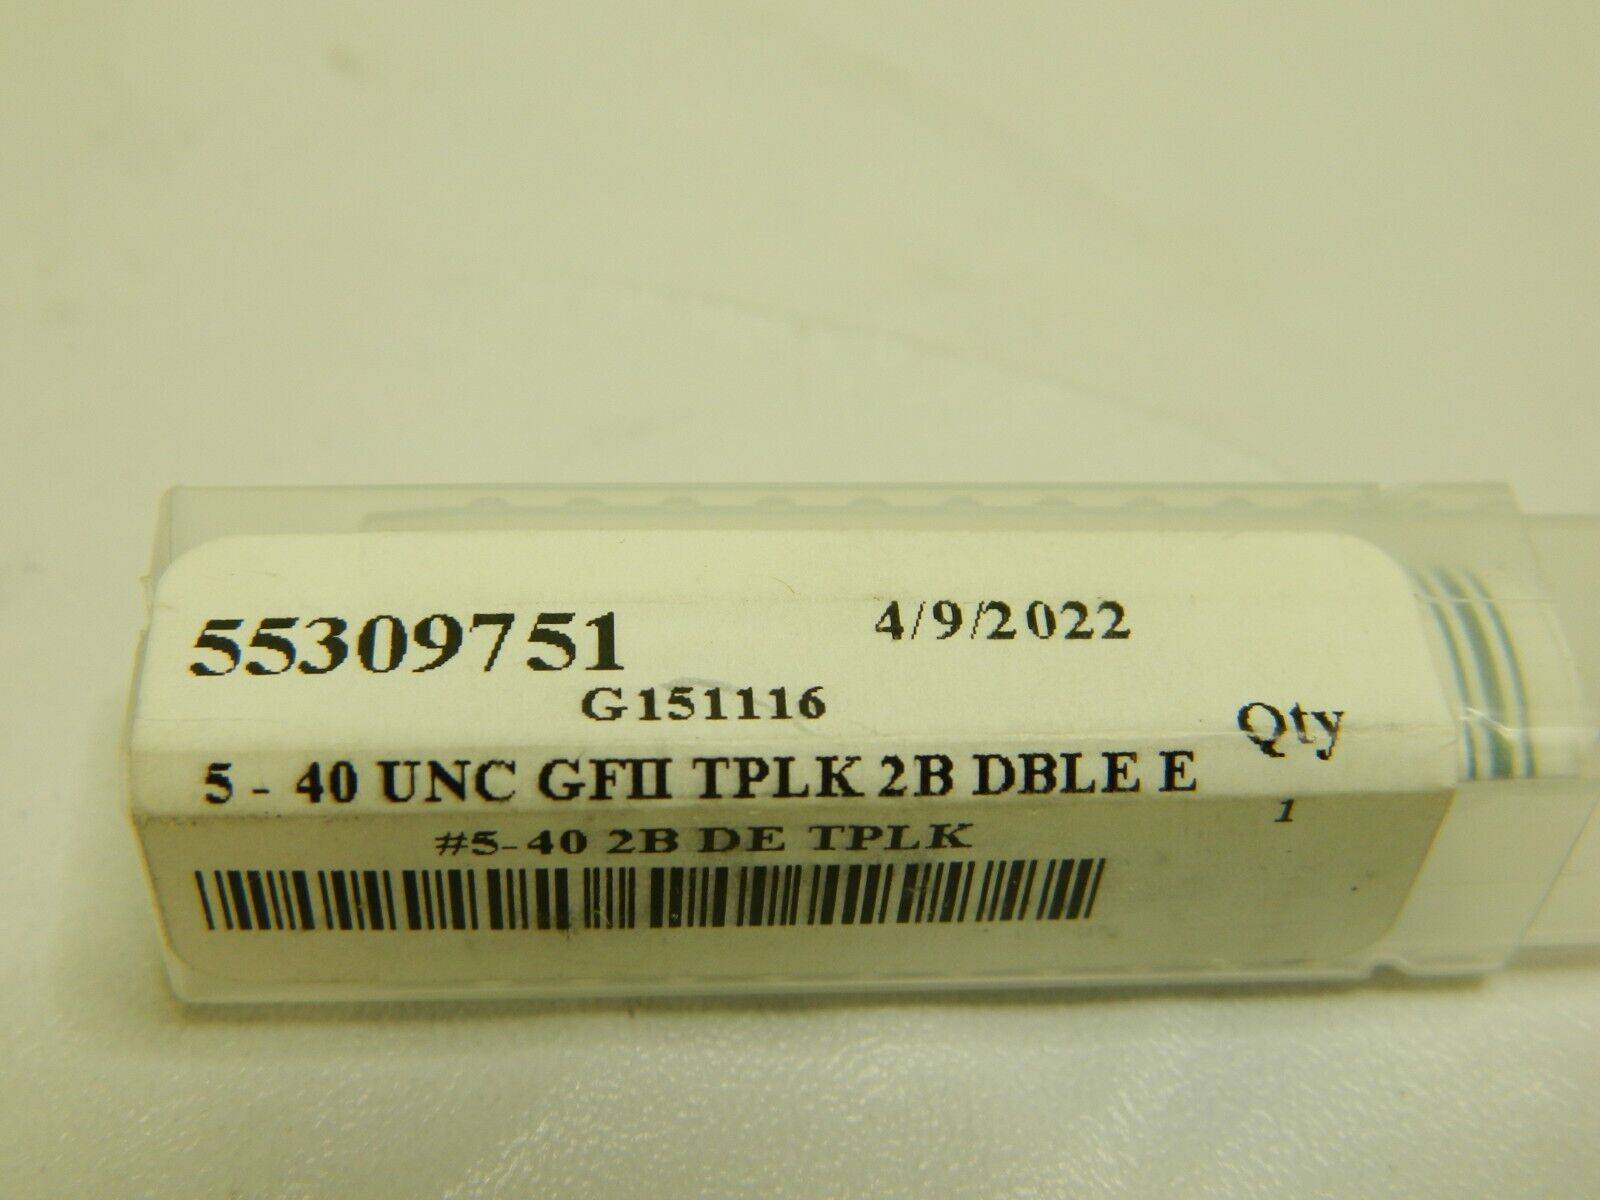 55309751 4/9/2022
G151116
5 - 40 UNC GFII TPLK 2B DBLE E Qty
#5-40 2B DE TPLK 1